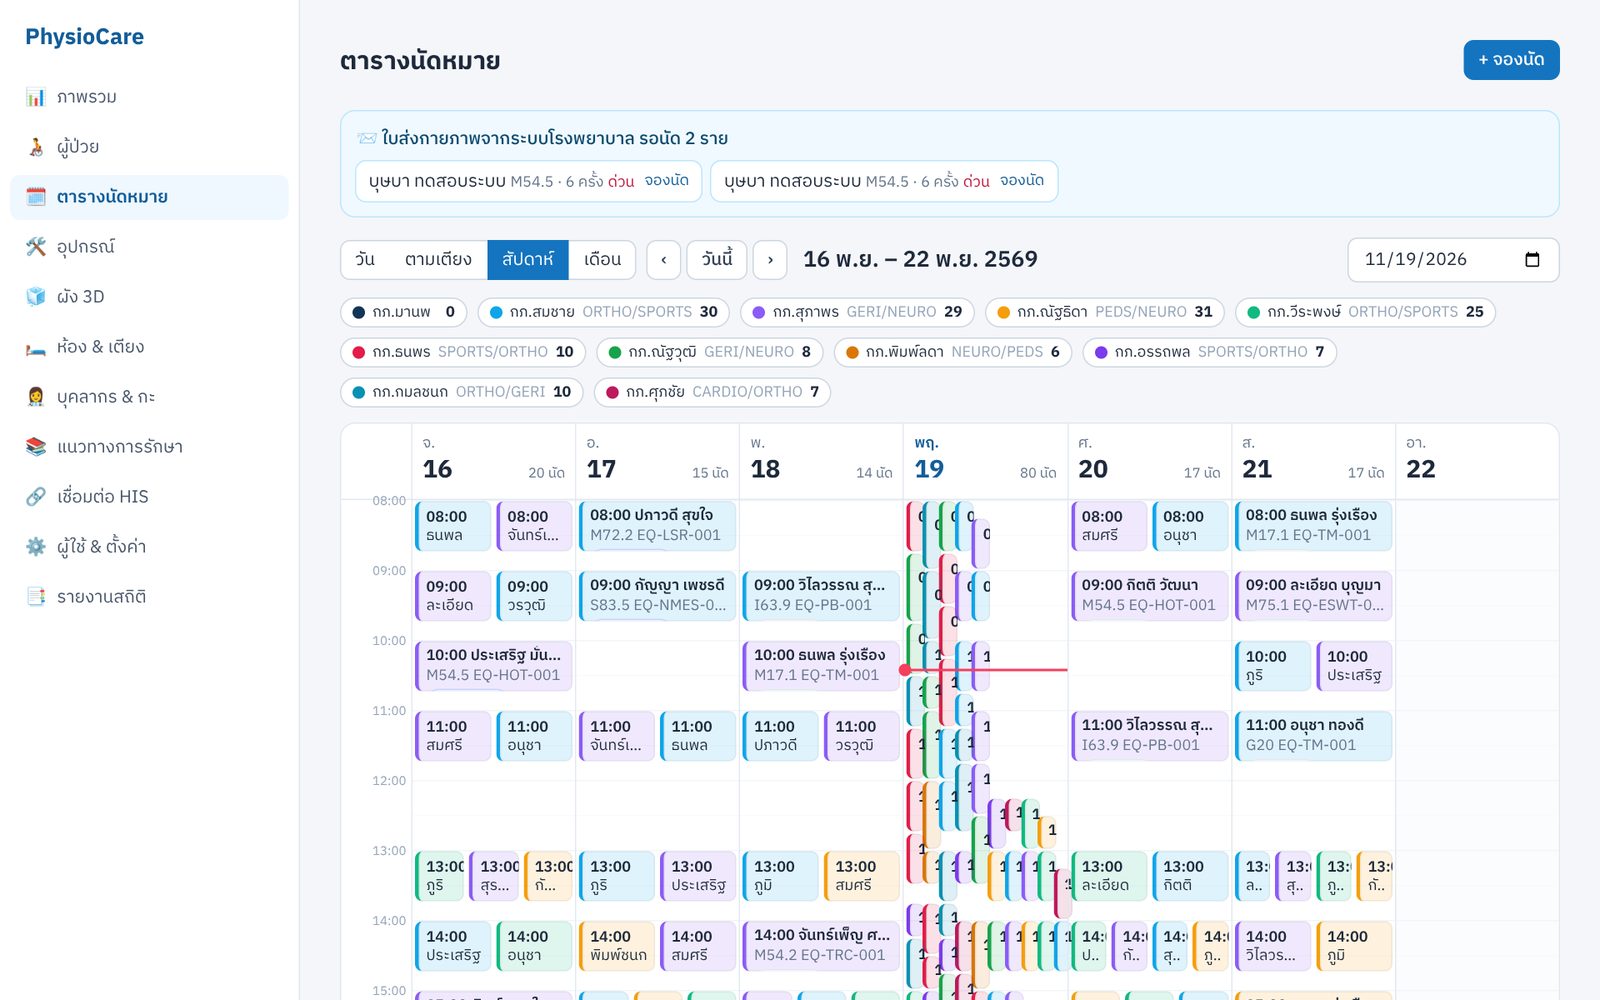 PhysioCare
ภาพรวม
ผู้ป่วย
ตารางนัดหมาย
อุปกรณ์
ผัง 3D
ห้อง & เตียง
บุคลากร & กะ
แนวทางการรักษา
เชื่อมต่อ HIS
ผู้ใช้ & ตั้งค่า
รายงานสถิติ
ตารางนัดหมาย
+ จองนัด
ใบส่งกายภาพจากระบบโรงพยาบาล รอนัด 2 ราย
บุษบา ทดสอบระบบ M54.5 · 6 ครั้ง ด่วน จองนัด
บุษบา ทดสอบระบบ M54.5 · 6 ครั้ง ด่วน จองนัด
วัน ตามเตียง สัปดาห์ เดือน ‹ วันนี้ › 16 พ.ย. – 22 พ.ย. 2569 11/19/2026
กภ.มานพ 0 กภ.สมชาย ORTHO/SPORTS 30 กภ.สุภาพร GERI/NEURO 29 กภ.ณัฐธิดา PEDS/NEURO 31 กภ.วีระพงษ์ ORTHO/SPORTS 25
กภ.ธนพร SPORTS/ORTHO 10 กภ.ณัฐวุฒิ GERI/NEURO 8 กภ.พิมพ์ลดา NEURO/PEDS 6 กภ.อรรถพล SPORTS/ORTHO 7
กภ.กมลชนก ORTHO/GERI 10 กภ.ศุภชัย CARDIO/ORTHO 7
จ. อ. พ. พฤ. ศ. ส. อา.
16 20 นัด 17 15 นัด 18 14 นัด 19 80 นัด 20 17 นัด 21 17 นัด 22
08:00
08:00 08:00 08:00 ปภาวดี สุขใจ 08:00 08:00 08:00 ธนพล รุ่งเรือง
ธนพล จันทร์เ... M72.2 EQ-LSR-001 สมศรี อนุชา M17.1 EQ-TM-001
09:00
09:00 09:00 09:00 กัญญา เพชรดี 09:00 วิไลวรรณ สุ... 09:00 กิตติ วัฒนา 09:00 ละเอียด บุญมา
ละเอียด วรวุฒิ S83.5 EQ-NMES-0... I63.9 EQ-PB-001 M54.5 EQ-HOT-001 M75.1 EQ-ESWT-0...
10:00
10:00 ประเสริฐ มั่น... 10:00 ธนพล รุ่งเรือง 10:00 10:00
M54.5 EQ-HOT-001 M17.1 EQ-TM-001 ภูริ ประเสริฐ
11:00
11:00 11:00 11:00 11:00 11:00 11:00 11:00 วิไลวรรณ สุ... 11:00 อนุชา ทองดี
สมศรี อนุชา จันทร์เ... ธนพล ปภาวดี วรวุฒิ I63.9 EQ-PB-001 G20 EQ-TM-001
12:00
13:00
13:00 13:00 13:00 13:00 13:00 13:00 13:00 13:00 13:00
ภูริ สุร... กั... ภูริ ประเสริฐ ภูมิ สมศรี ละเอียด กิตติ ล.. สุ.. ภู.. กั..
14:00
14:00 14:00 14:00 14:00 14:00 จันทร์เพ็ญ ศ... 14:00 14:00
ประเสริฐ อนุชา พิมพ์ชนก สมศรี M54.2 EQ-TRC-001 ป.. กั.. สุ.. ภู.. วิไลวร... ภูมิ
15:00